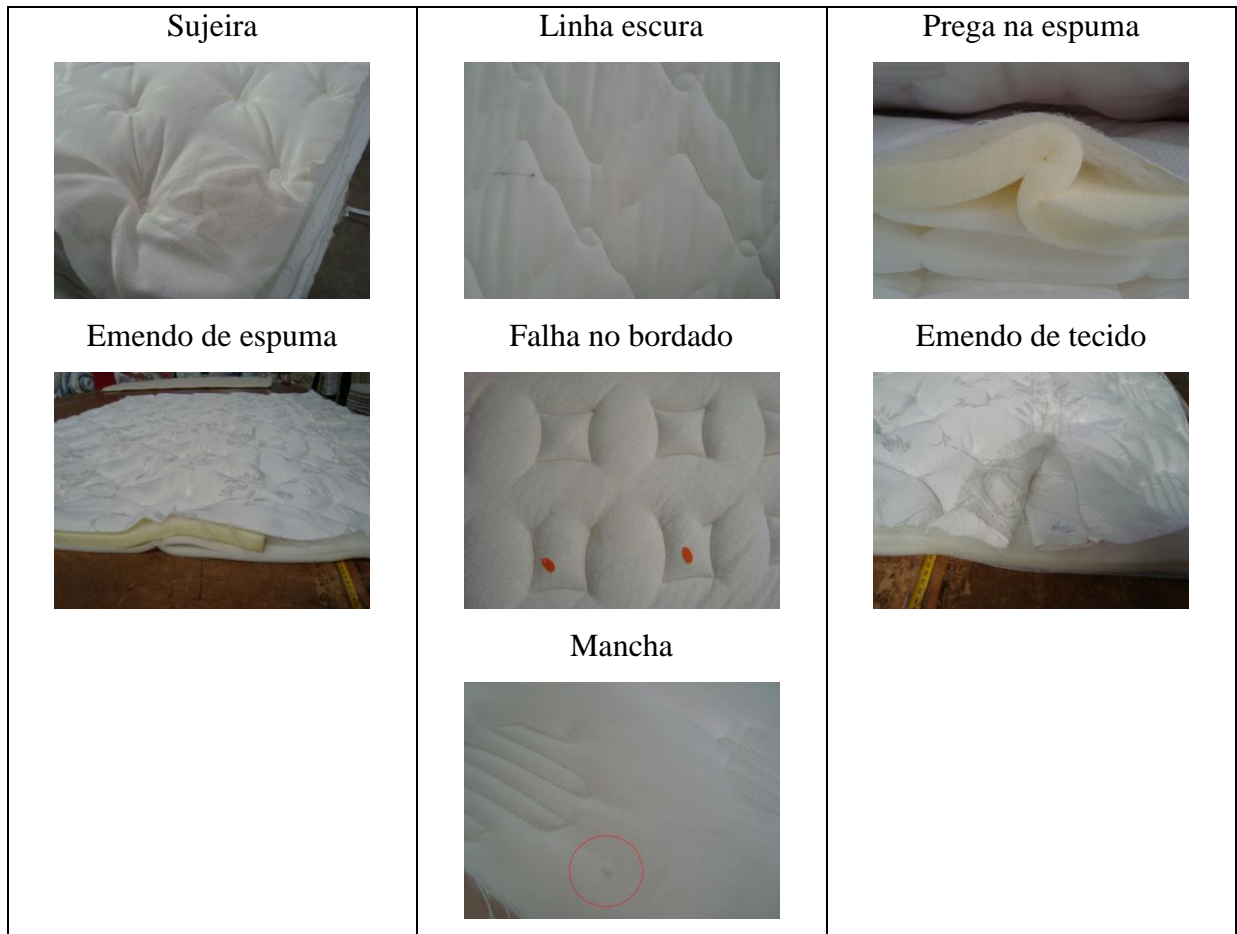 Sujeira
Linha escura
Prega na espuma
Emendo de espuma
Falha no bordado
Emendo de tecido
Mancha